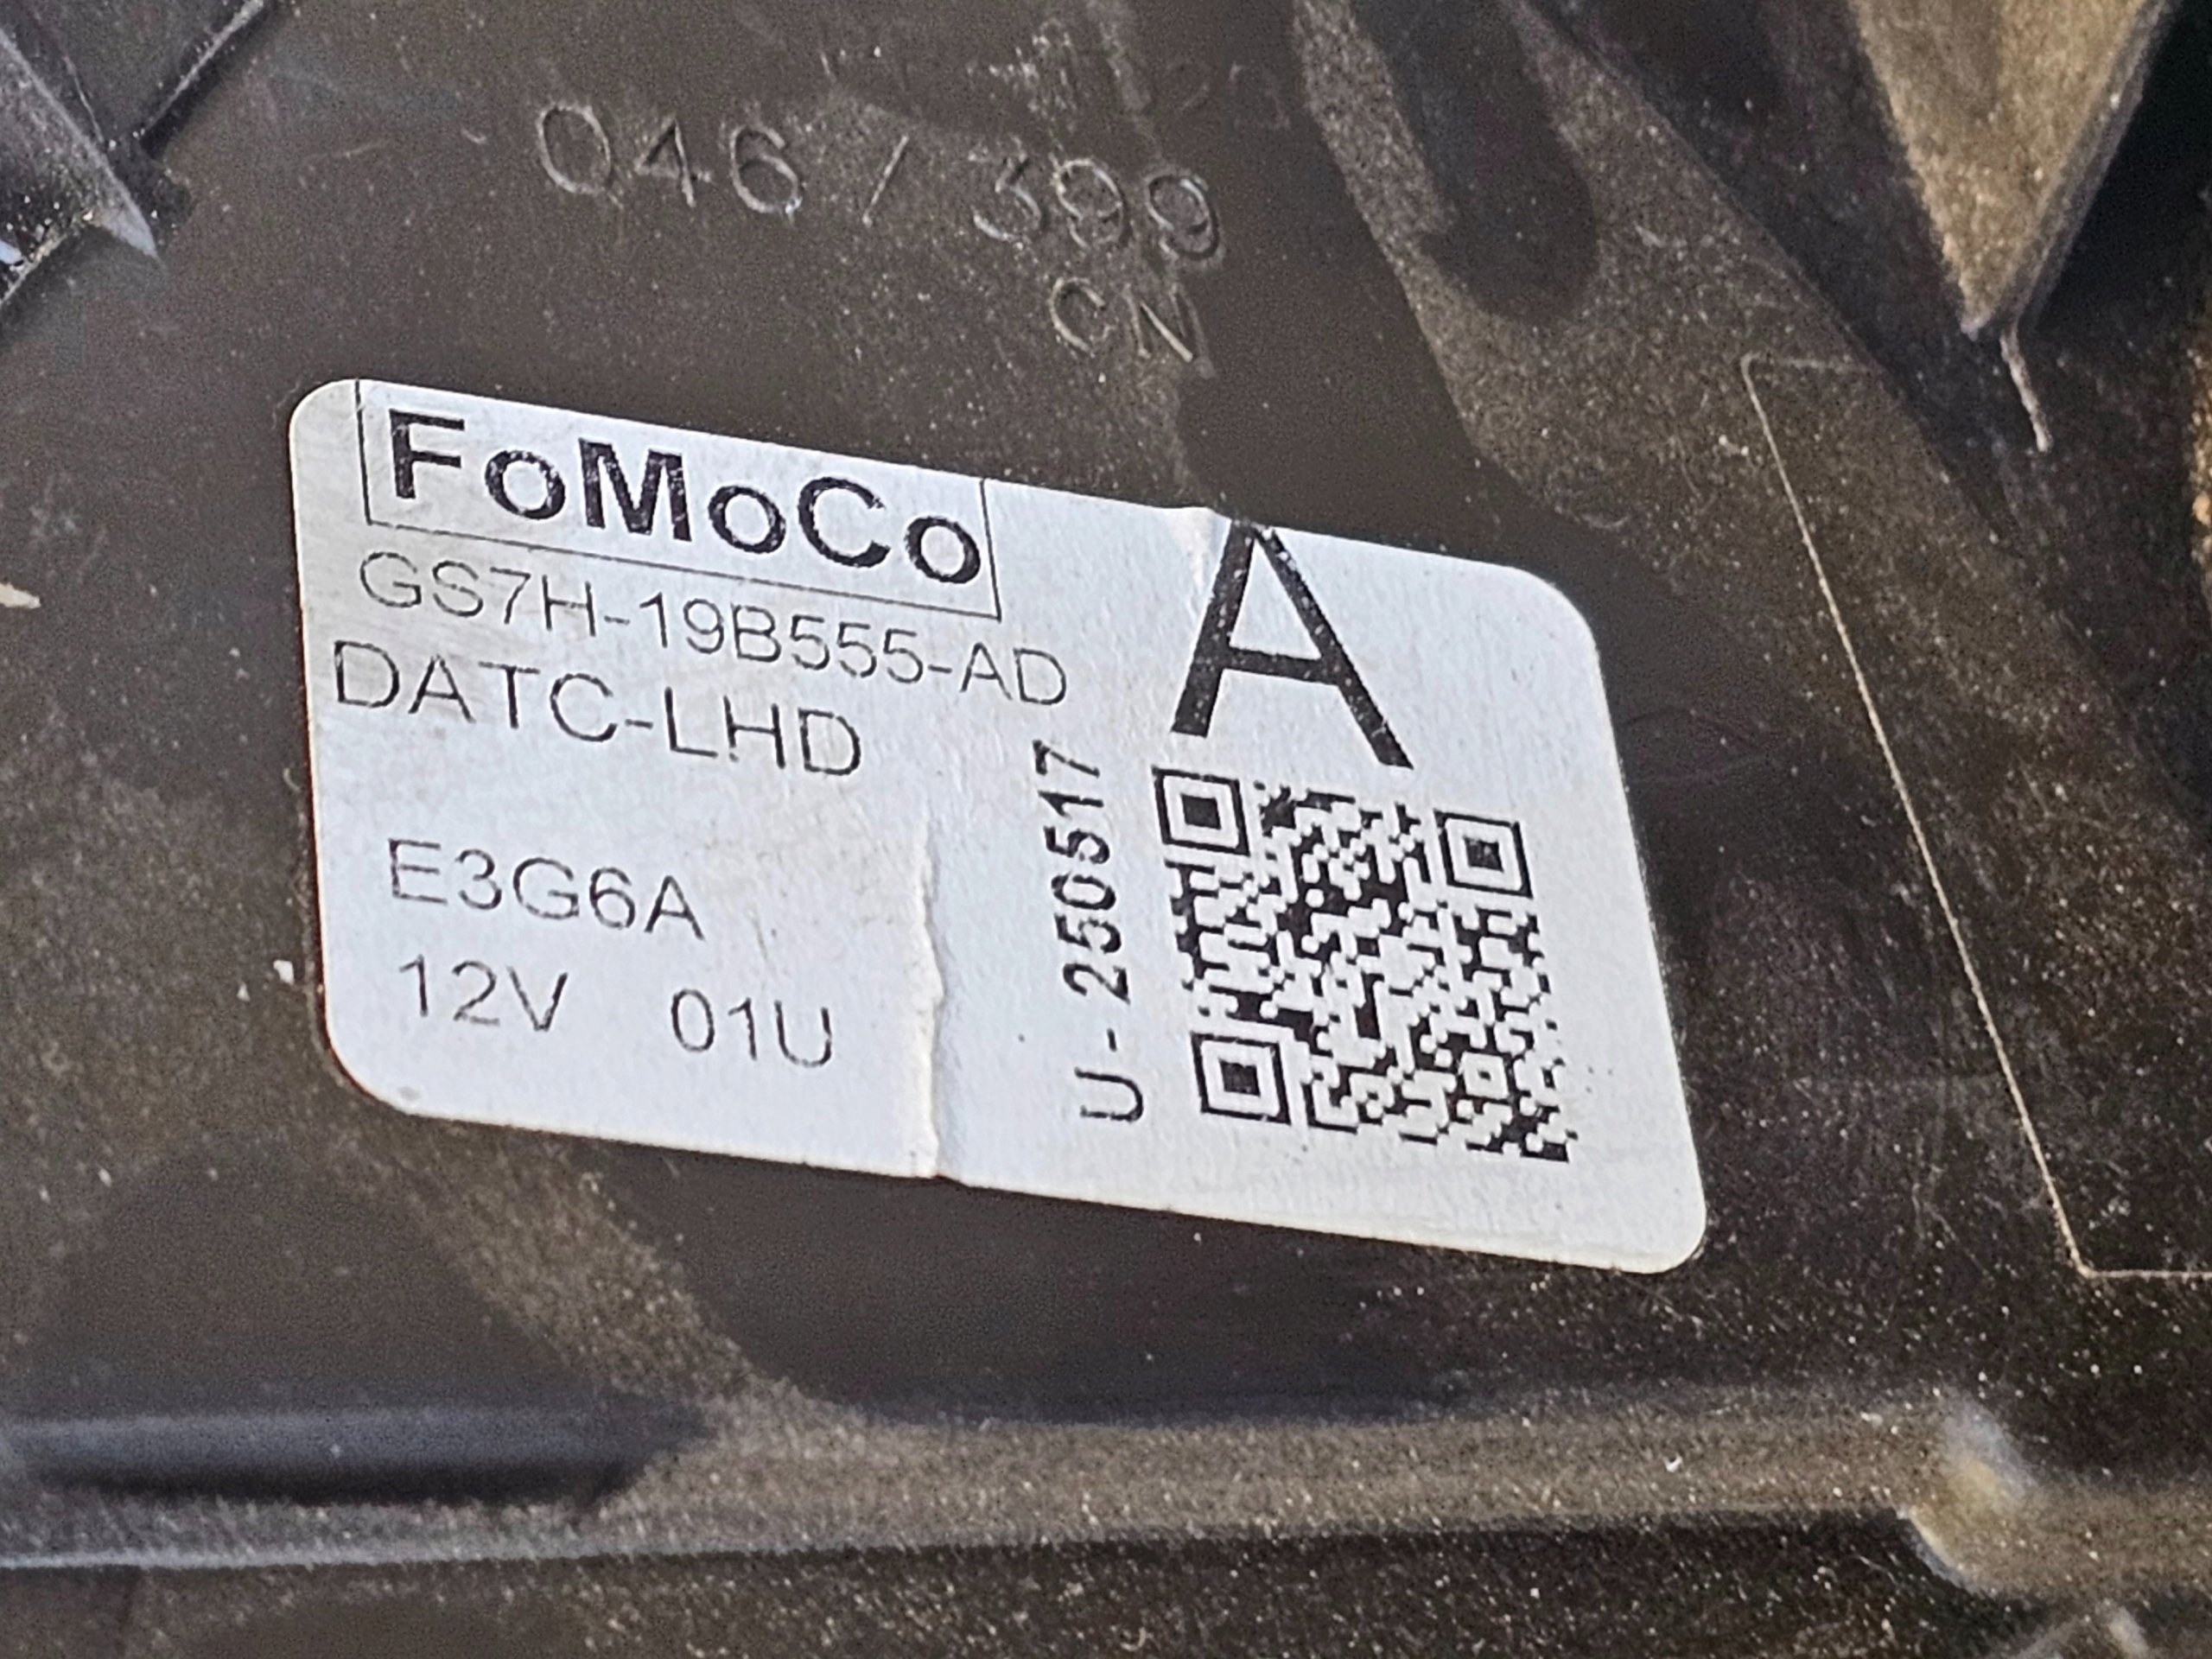 046 / 399
CN
FoMoCo
A
GS7H-19B555-AD
DATC-LHD
E3G6A
12V 01U
U - 250517